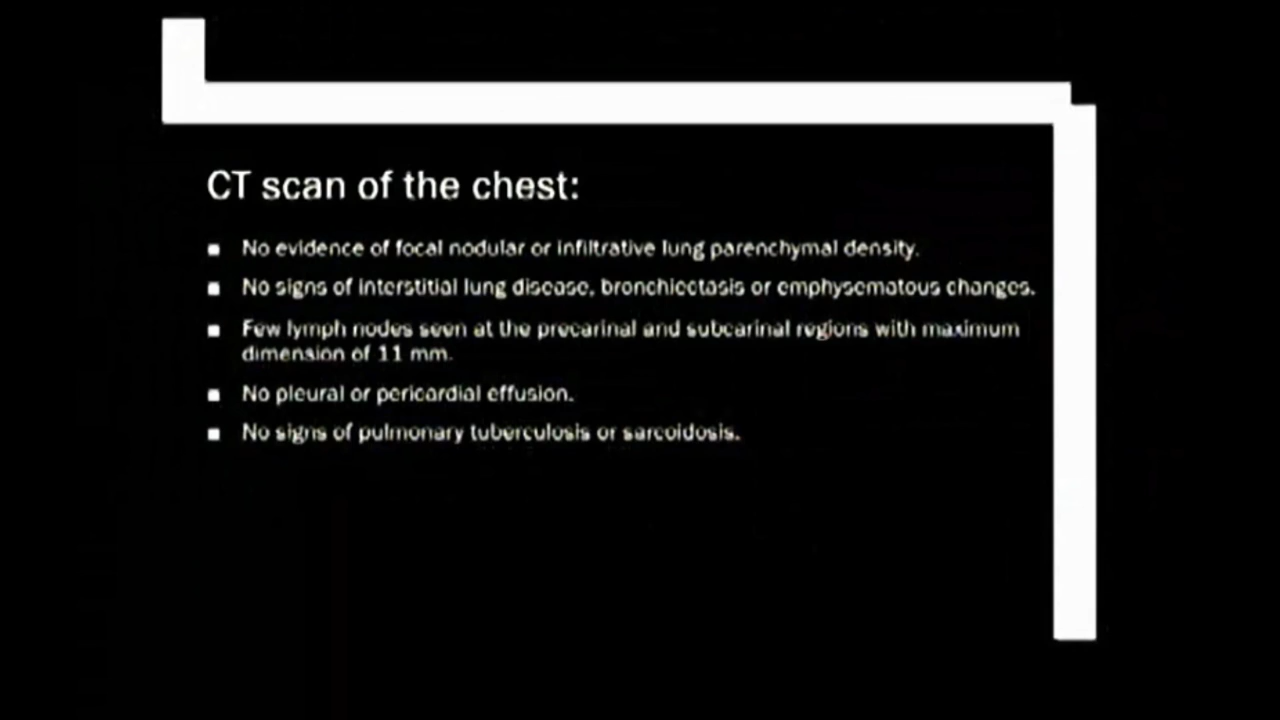 CT scan of the chest:
No evidence of focal nodular or infiltrative lung parenchymal density.
No signs of interstitial lung disease, bronchiectasis or emphysematous changes.
Few lymph nodes seen at the precarinal and subcarinal regions with maximum
dimension of 11 mm.
No pleural or pericardial effusion.
No signs of pulmonary tuberculosis or sarcoidosis.